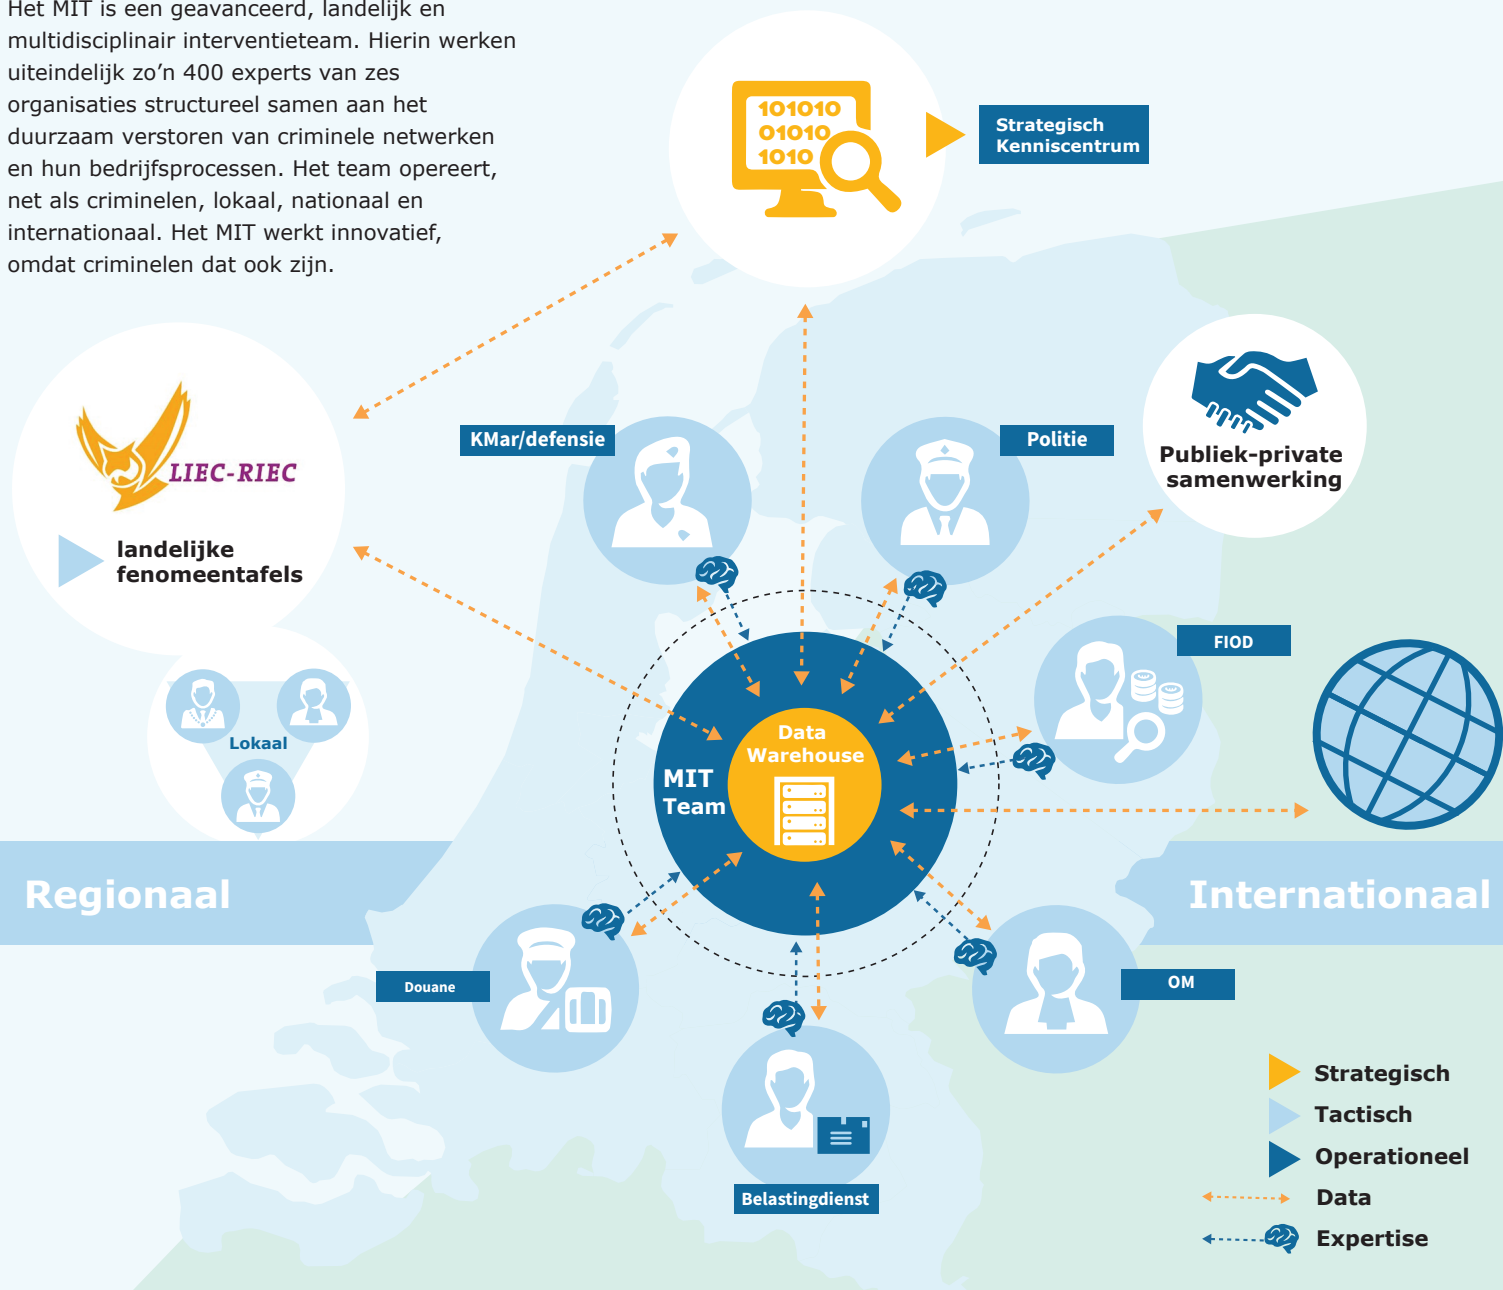 Het MIT is een geavanceerd, landelijk en
multidisciplinair interventieteam. Hierin werken
uiteindelijk zo’n 400 experts van zes
organisaties structureel samen aan het
duurzaam verstoren van criminele netwerken
en hun bedrijfsprocessen. Het team opereert,
net als criminelen, lokaal, nationaal en
internationaal. Het MIT werkt innovatief,
omdat criminelen dat ook zijn.
101010
01010
1010
Strategisch
Kenniscentrum
LIEC-RIEC
landelijke
fenomeentafels
KMar/defensie
Politie
Publiek-private
samenwerking
FIOD
Lokaal
Data
Warehouse
MIT
Team
Regionaal
Internationaal
Douane
OM
Belastingdienst
Strategisch
Tactisch
Operationeel
Data
Expertise